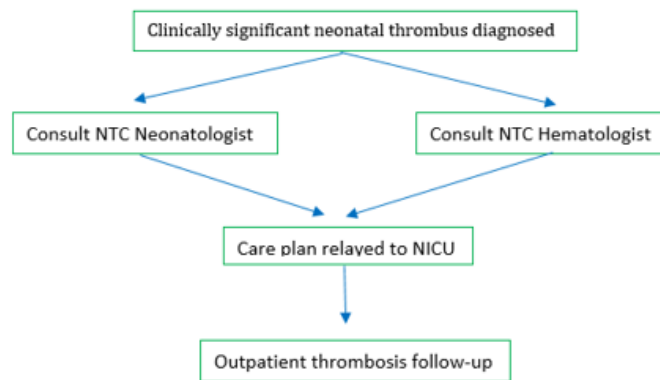 Clinically significant neonatal thrombus diagnosed
Consult NTC Neonatologist
Consult NTC Hematologist
Care plan relayed to NICU
Outpatient thrombosis follow-up